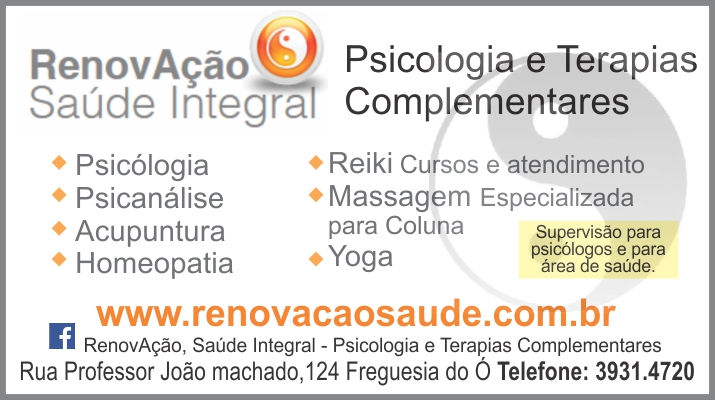 RenovAção
Saúde Integral
Psicologia e Terapias
Complementares
Psicólogia
Psicanálise
Acupuntura
Homeopatia
Reiki Cursos e atendimento
Massagem Especializada
para Coluna
Yoga
Supervisão para
psicólogos e para
área de saúde.
www.renovacaosaude.com.br
f
RenovAção, Saúde Integral - Psicologia e Terapias Complementares
Rua Professor João machado,124 Freguesia do Ó Telefone: 3931.4720